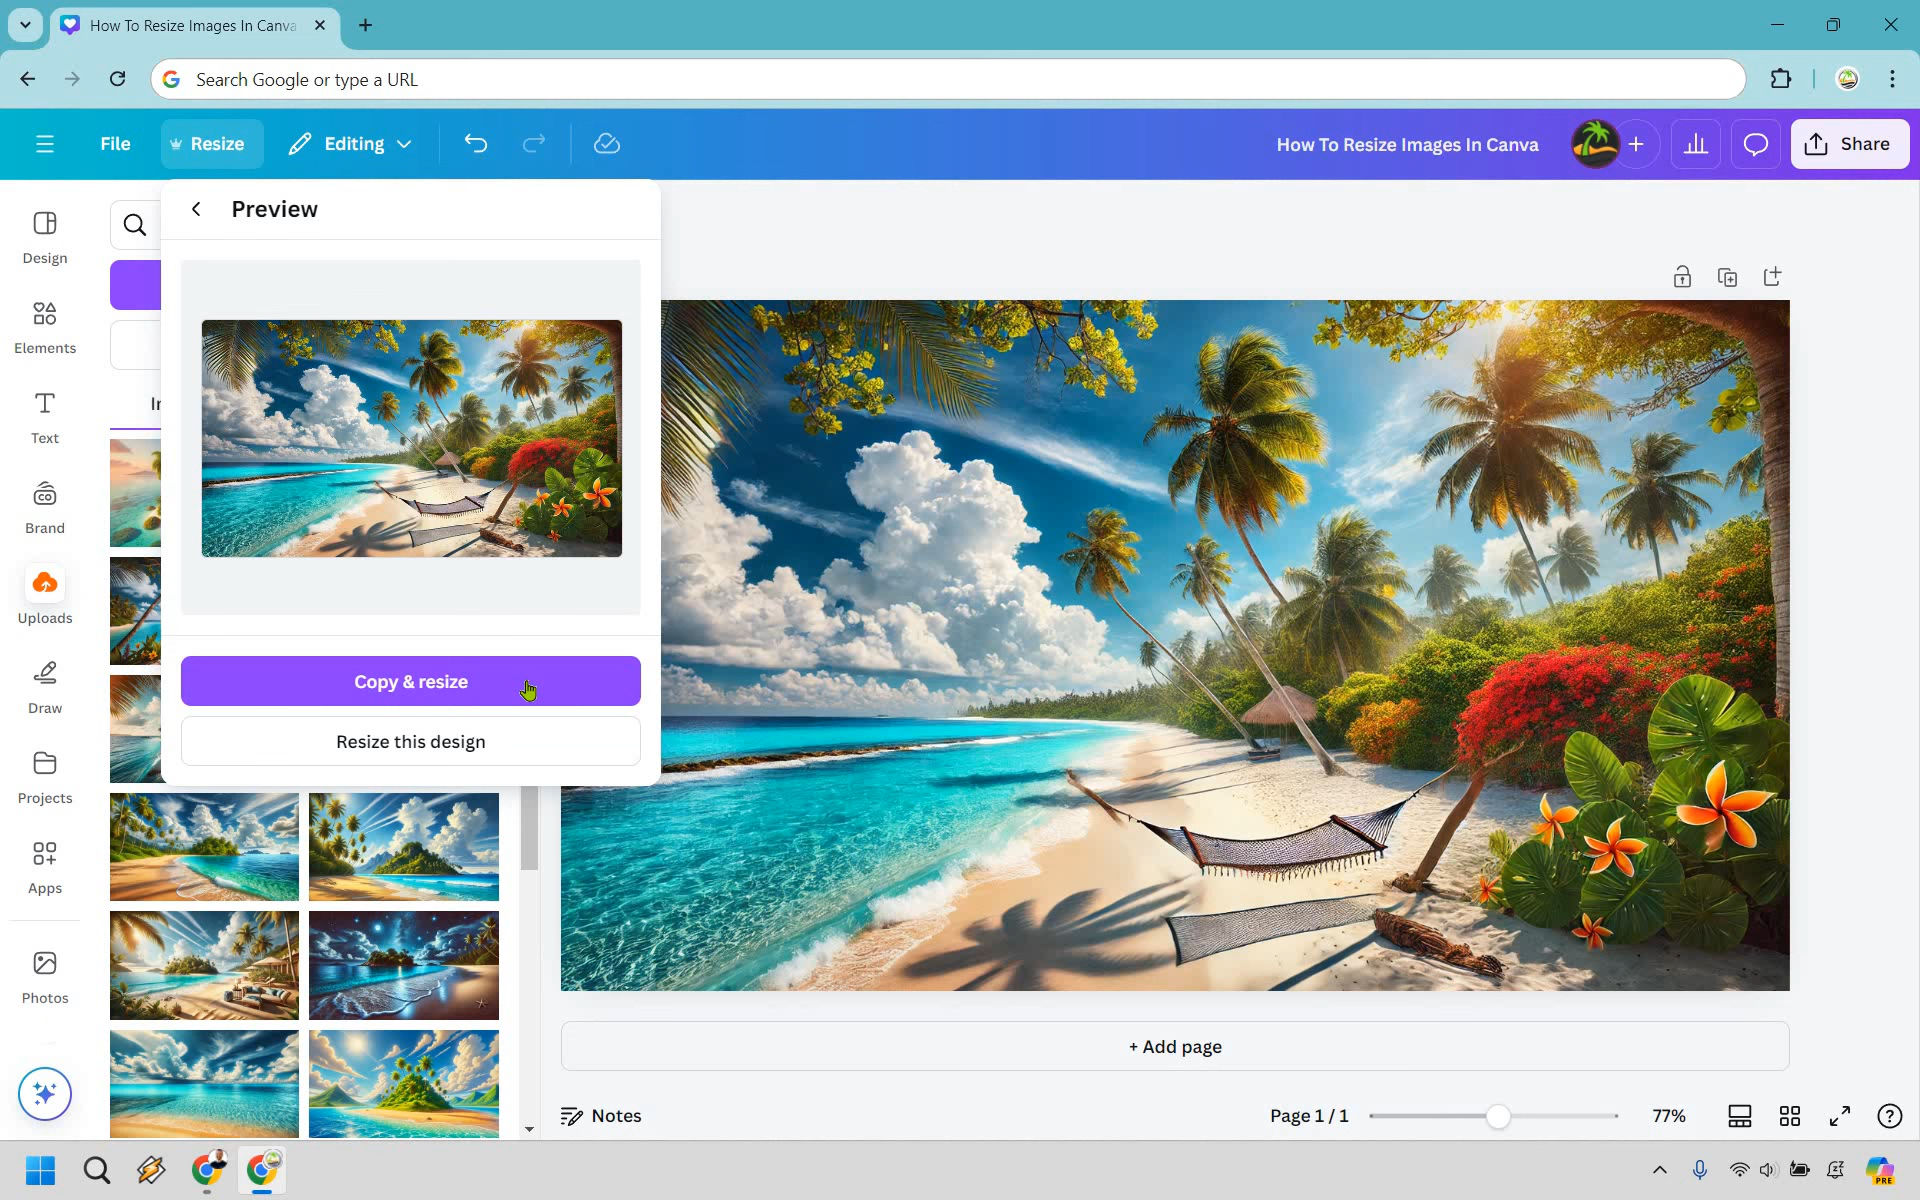 How To Resize Images In Canva
Search Google or type a URL
File
Resize
Editing
How To Resize Images In Canva
Share
Preview
Design
Elements
Text
Brand
Uploads
Draw
Projects
Apps
Photos
Copy & resize
Resize this design
+ Add page
Notes
Page 1 / 1
77%
PRE